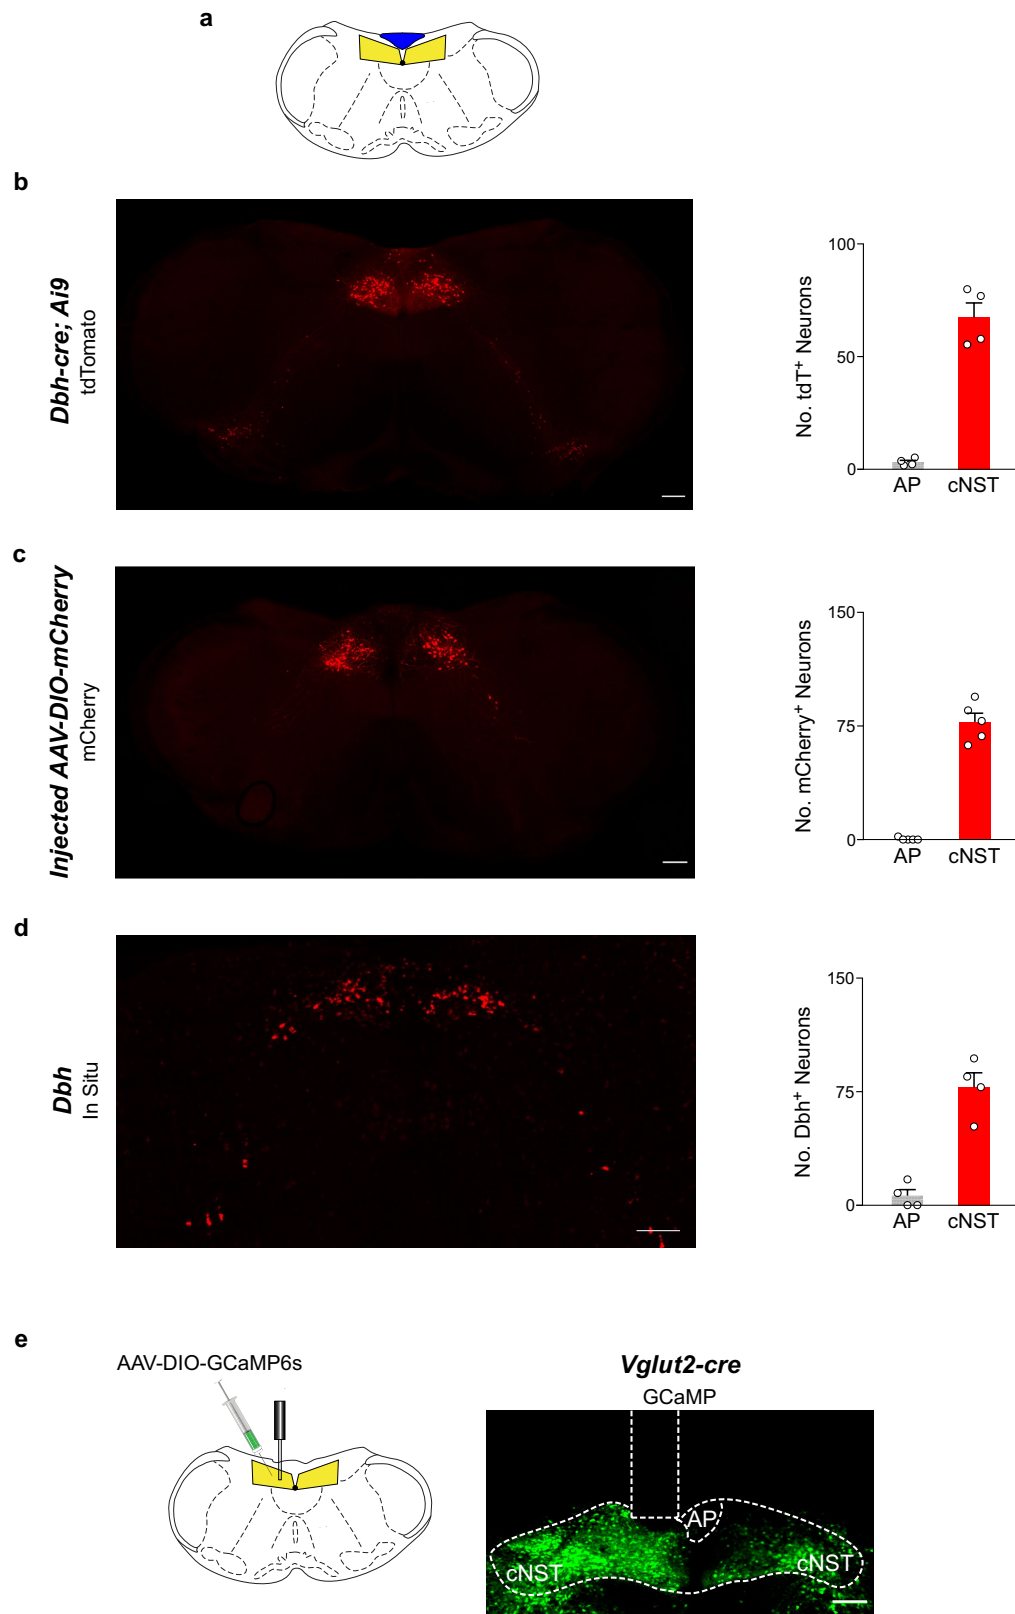 a
b
Dbh-cre; Ai9
tdTomato
No. tdT+ Neurons
100
50
0
AP cNST
c
Injected AAV-DIO-mCherry
mCherry
No. mCherry+ Neurons
150
75
0
AP cNST
d
Dbh
In Situ
No. Dbh+ Neurons
150
75
0
AP cNST
e
AAV-DIO-GCaMP6s
Vglut2-cre
GCaMP
AP
cNST
cNST